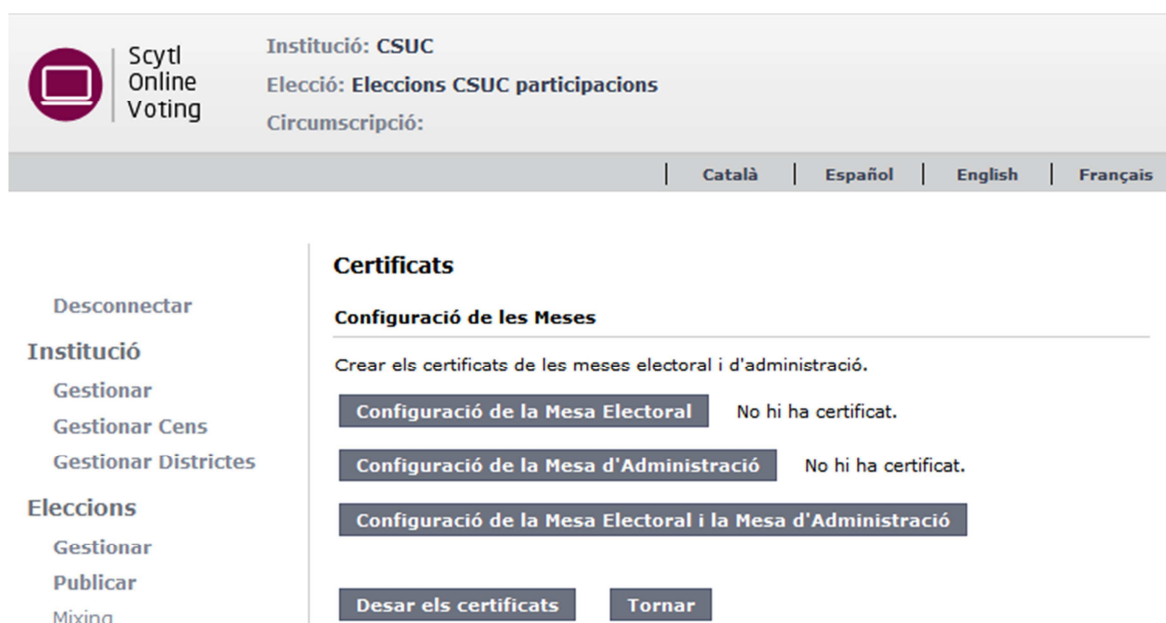 Scytl
Online
Voting
Institució: CSUC
Elecció: Eleccions CSUC participacions
Circumscripció:
Català | Español | English | Français
Desconnectar
Institució
Gestionar
Gestionar Cens
Gestionar Districtes
Eleccions
Gestionar
Publicar
Mixing
Certificats
Configuració de les Meses
Crear els certificats de les meses electoral i d'administració.
Configuració de la Mesa Electoral No hi ha certificat.
Configuració de la Mesa d'Administració No hi ha certificat.
Configuració de la Mesa Electoral i la Mesa d'Administració
Desar els certificats Tornar